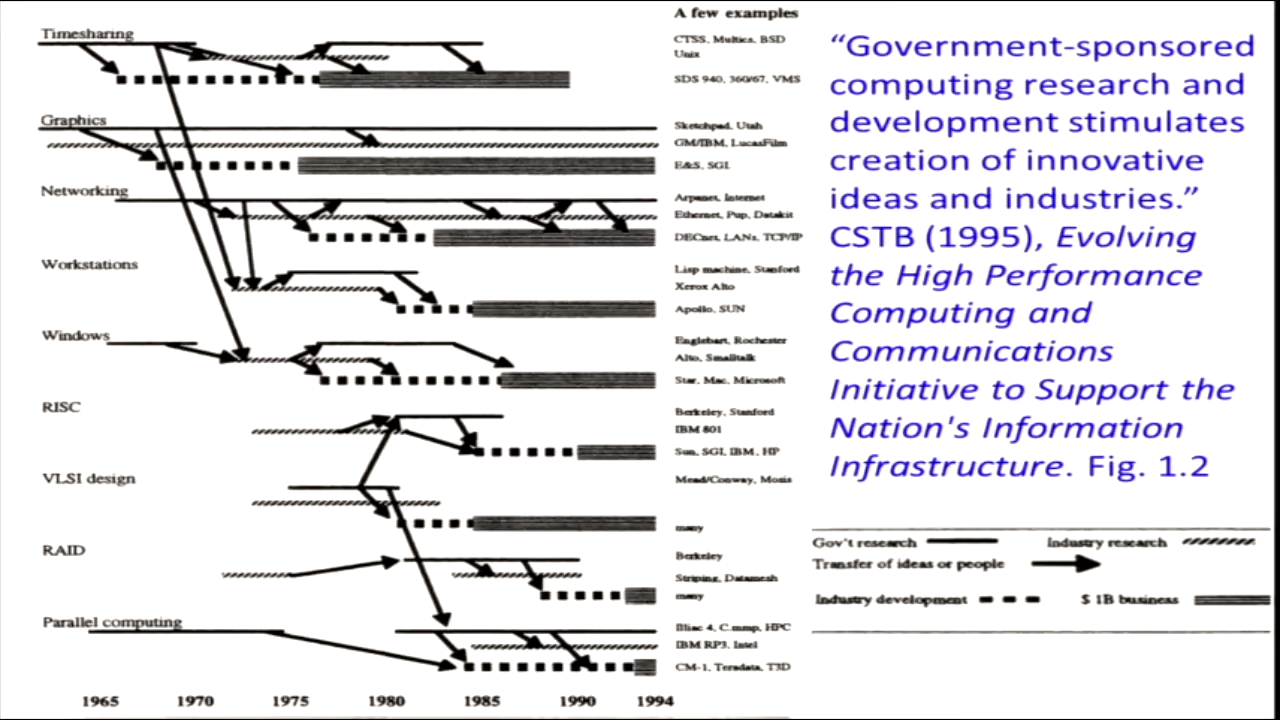 A few examples
Timesharing
CTSS, Multics, BSD
Unix
SDS 940, 360/67, VMS
Graphics
Sketchpad, Utah
GM/IBM, LucasFilm
E&S, SGI
Networking
Arpanet, Internet
Ethernet, Pup, Datakit
DECnet, LANs, TCP/IP
Workstations
Lisp machine, Stanford
Xerox Alto
Apollo, SUN
Windows
Englebart, Rochester
Alto, Smalltalk
Star, Mac, Microsoft
RISC
Berkeley, Stanford
IBM 801
Sun, SGI, IBM, HP
VLSI design
Mead/Conway, Mosis
many
RAID
Berkeley
Striping, Datamesh
many
Parallel computing
Illiac 4, C.mmp, HPC
IBM RP3, Intel
CM-1, Teradata, T3D
1965 1970 1975 1980 1985 1990 1994
“Government-sponsored
computing research and
development stimulates
creation of innovative
ideas and industries.”
CSTB (1995), Evolving
the High Performance
Computing and
Communications
Initiative to Support the
Nation's Information
Infrastructure. Fig. 1.2
Gov't research Industry research
Transfer of ideas or people
Industry development $ 1B business